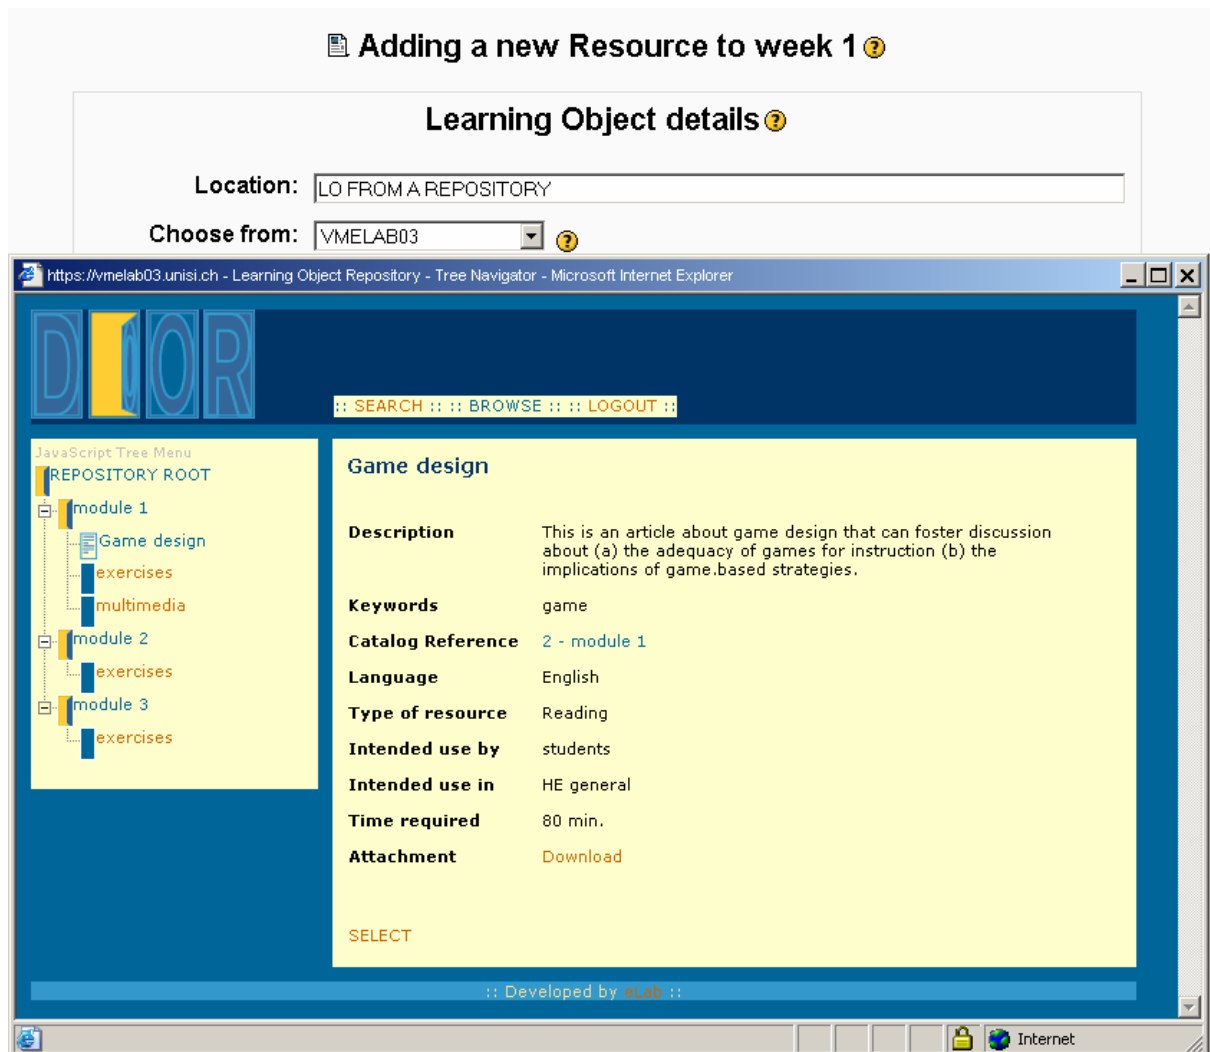 Adding a new Resource to week 1
Learning Object details
Location: LO FROM A REPOSITORY
Choose from: VMELAB03
https://vmelab03.unisi.ch - Learning Object Repository - Tree Navigator - Microsoft Internet Explorer
DOOR
:: SEARCH :: :: BROWSE :: :: LOGOUT ::
JavaScript Tree Menu
REPOSITORY ROOT
module 1
Game design
exercises
multimedia
module 2
exercises
module 3
exercises
Game design
Description This is an article about game design that can foster discussion
about (a) the adequacy of games for instruction (b) the
implications of game.based strategies.
Keywords game
Catalog Reference 2 - module 1
Language English
Type of resource Reading
Intended use by students
Intended use in HE general
Time required 80 min.
Attachment Download
SELECT
:: Developed by eLab ::
Internet